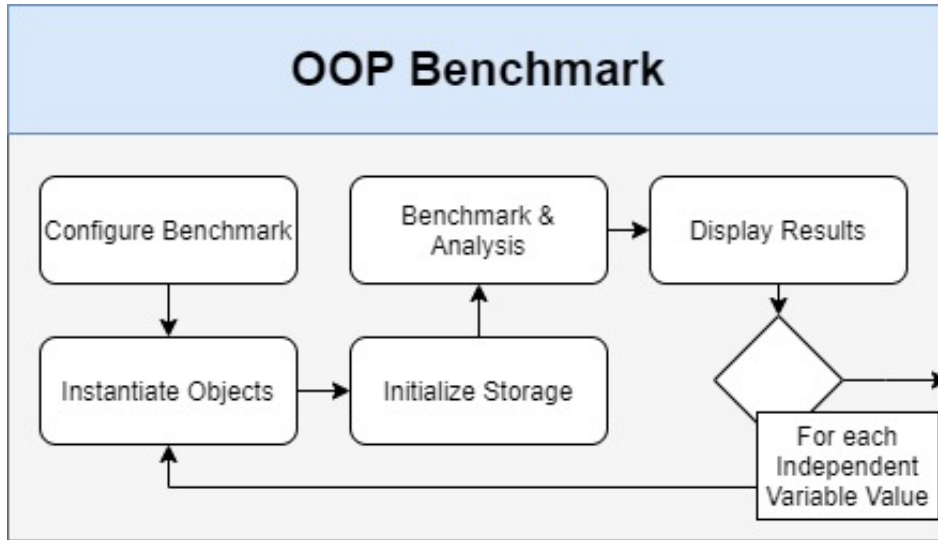 OOP Benchmark
Configure Benchmark
Benchmark &
Analysis
Display Results
Instantiate Objects
Initialize Storage
For each
Independent
Variable Value